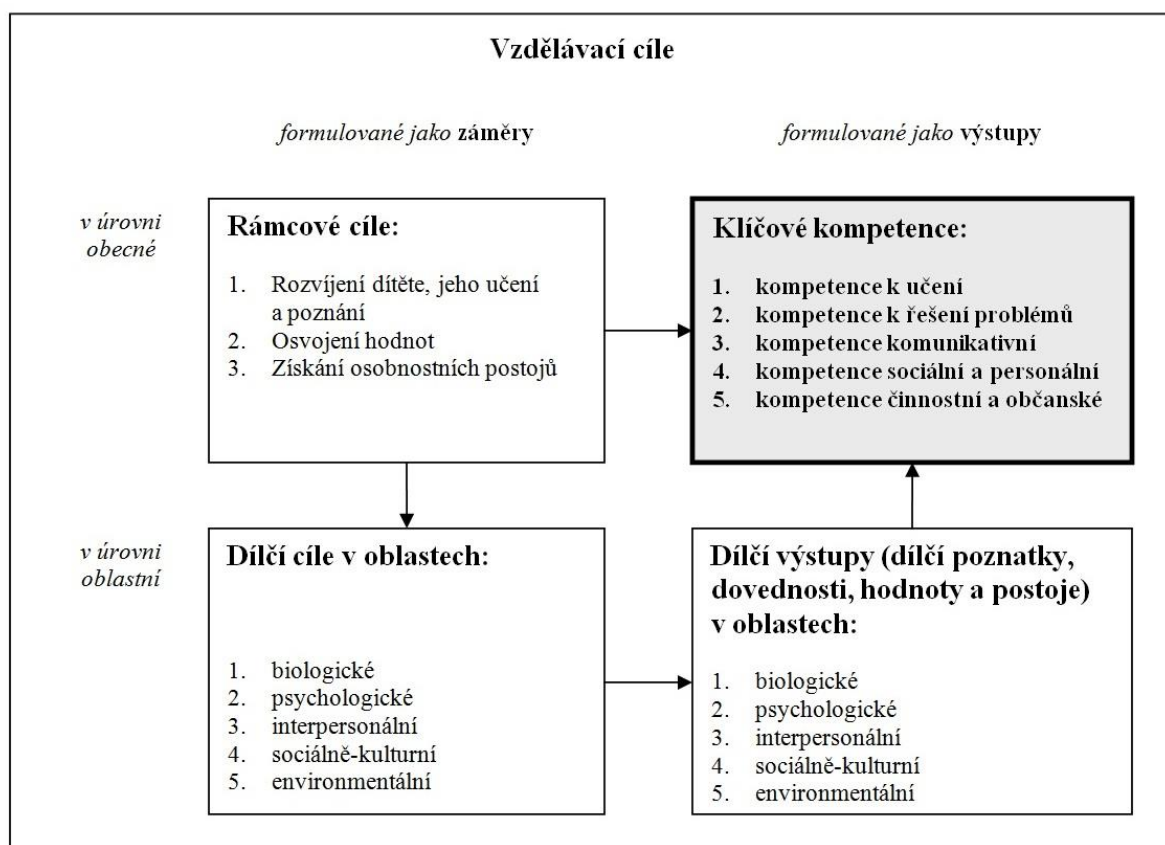 Vzdělávací cíle
formulované jako záměry
formulované jako výstupy
v úrovni
obecné
Rámcové cíle:
1. Rozvíjení dítěte, jeho učení
a poznání
2. Osvojení hodnot
3. Získání osobnostních postojů
Klíčové kompetence:
1. kompetence k učení
2. kompetence k řešení problémů
3. kompetence komunikativní
4. kompetence sociální a personální
5. kompetence činnostní a občanské
v úrovni
oblastní
Dílčí cíle v oblastech:
1. biologické
2. psychologické
3. interpersonální
4. sociálně-kulturní
5. environmentální
Dílčí výstupy (dílčí poznatky,
dovednosti, hodnoty a postoje)
v oblastech:
1. biologické
2. psychologické
3. interpersonální
4. sociálně-kulturní
5. environmentální